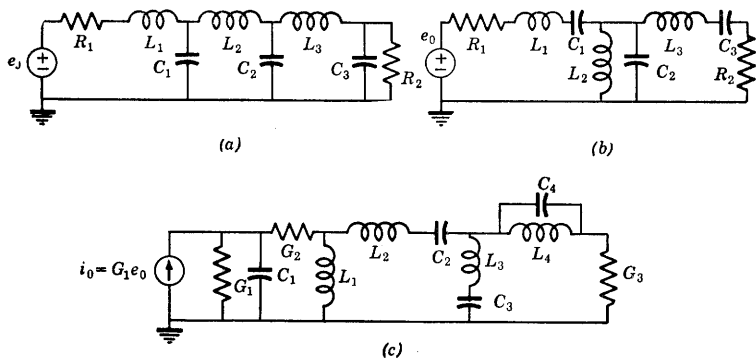 R₁ L₁ L₂ L₃
e₀ ± C₁ C₂ C₃ R₂
(a)
e₀ ± R₁ L₁ C₁ L₃ C₃
L₂ C₂ R₂
(b)
C₄
G₂ L₂ C₂ L₄
i₀=G₁e₀ G₁ C₁ L₁ L₃ G₃
C₃
(c)